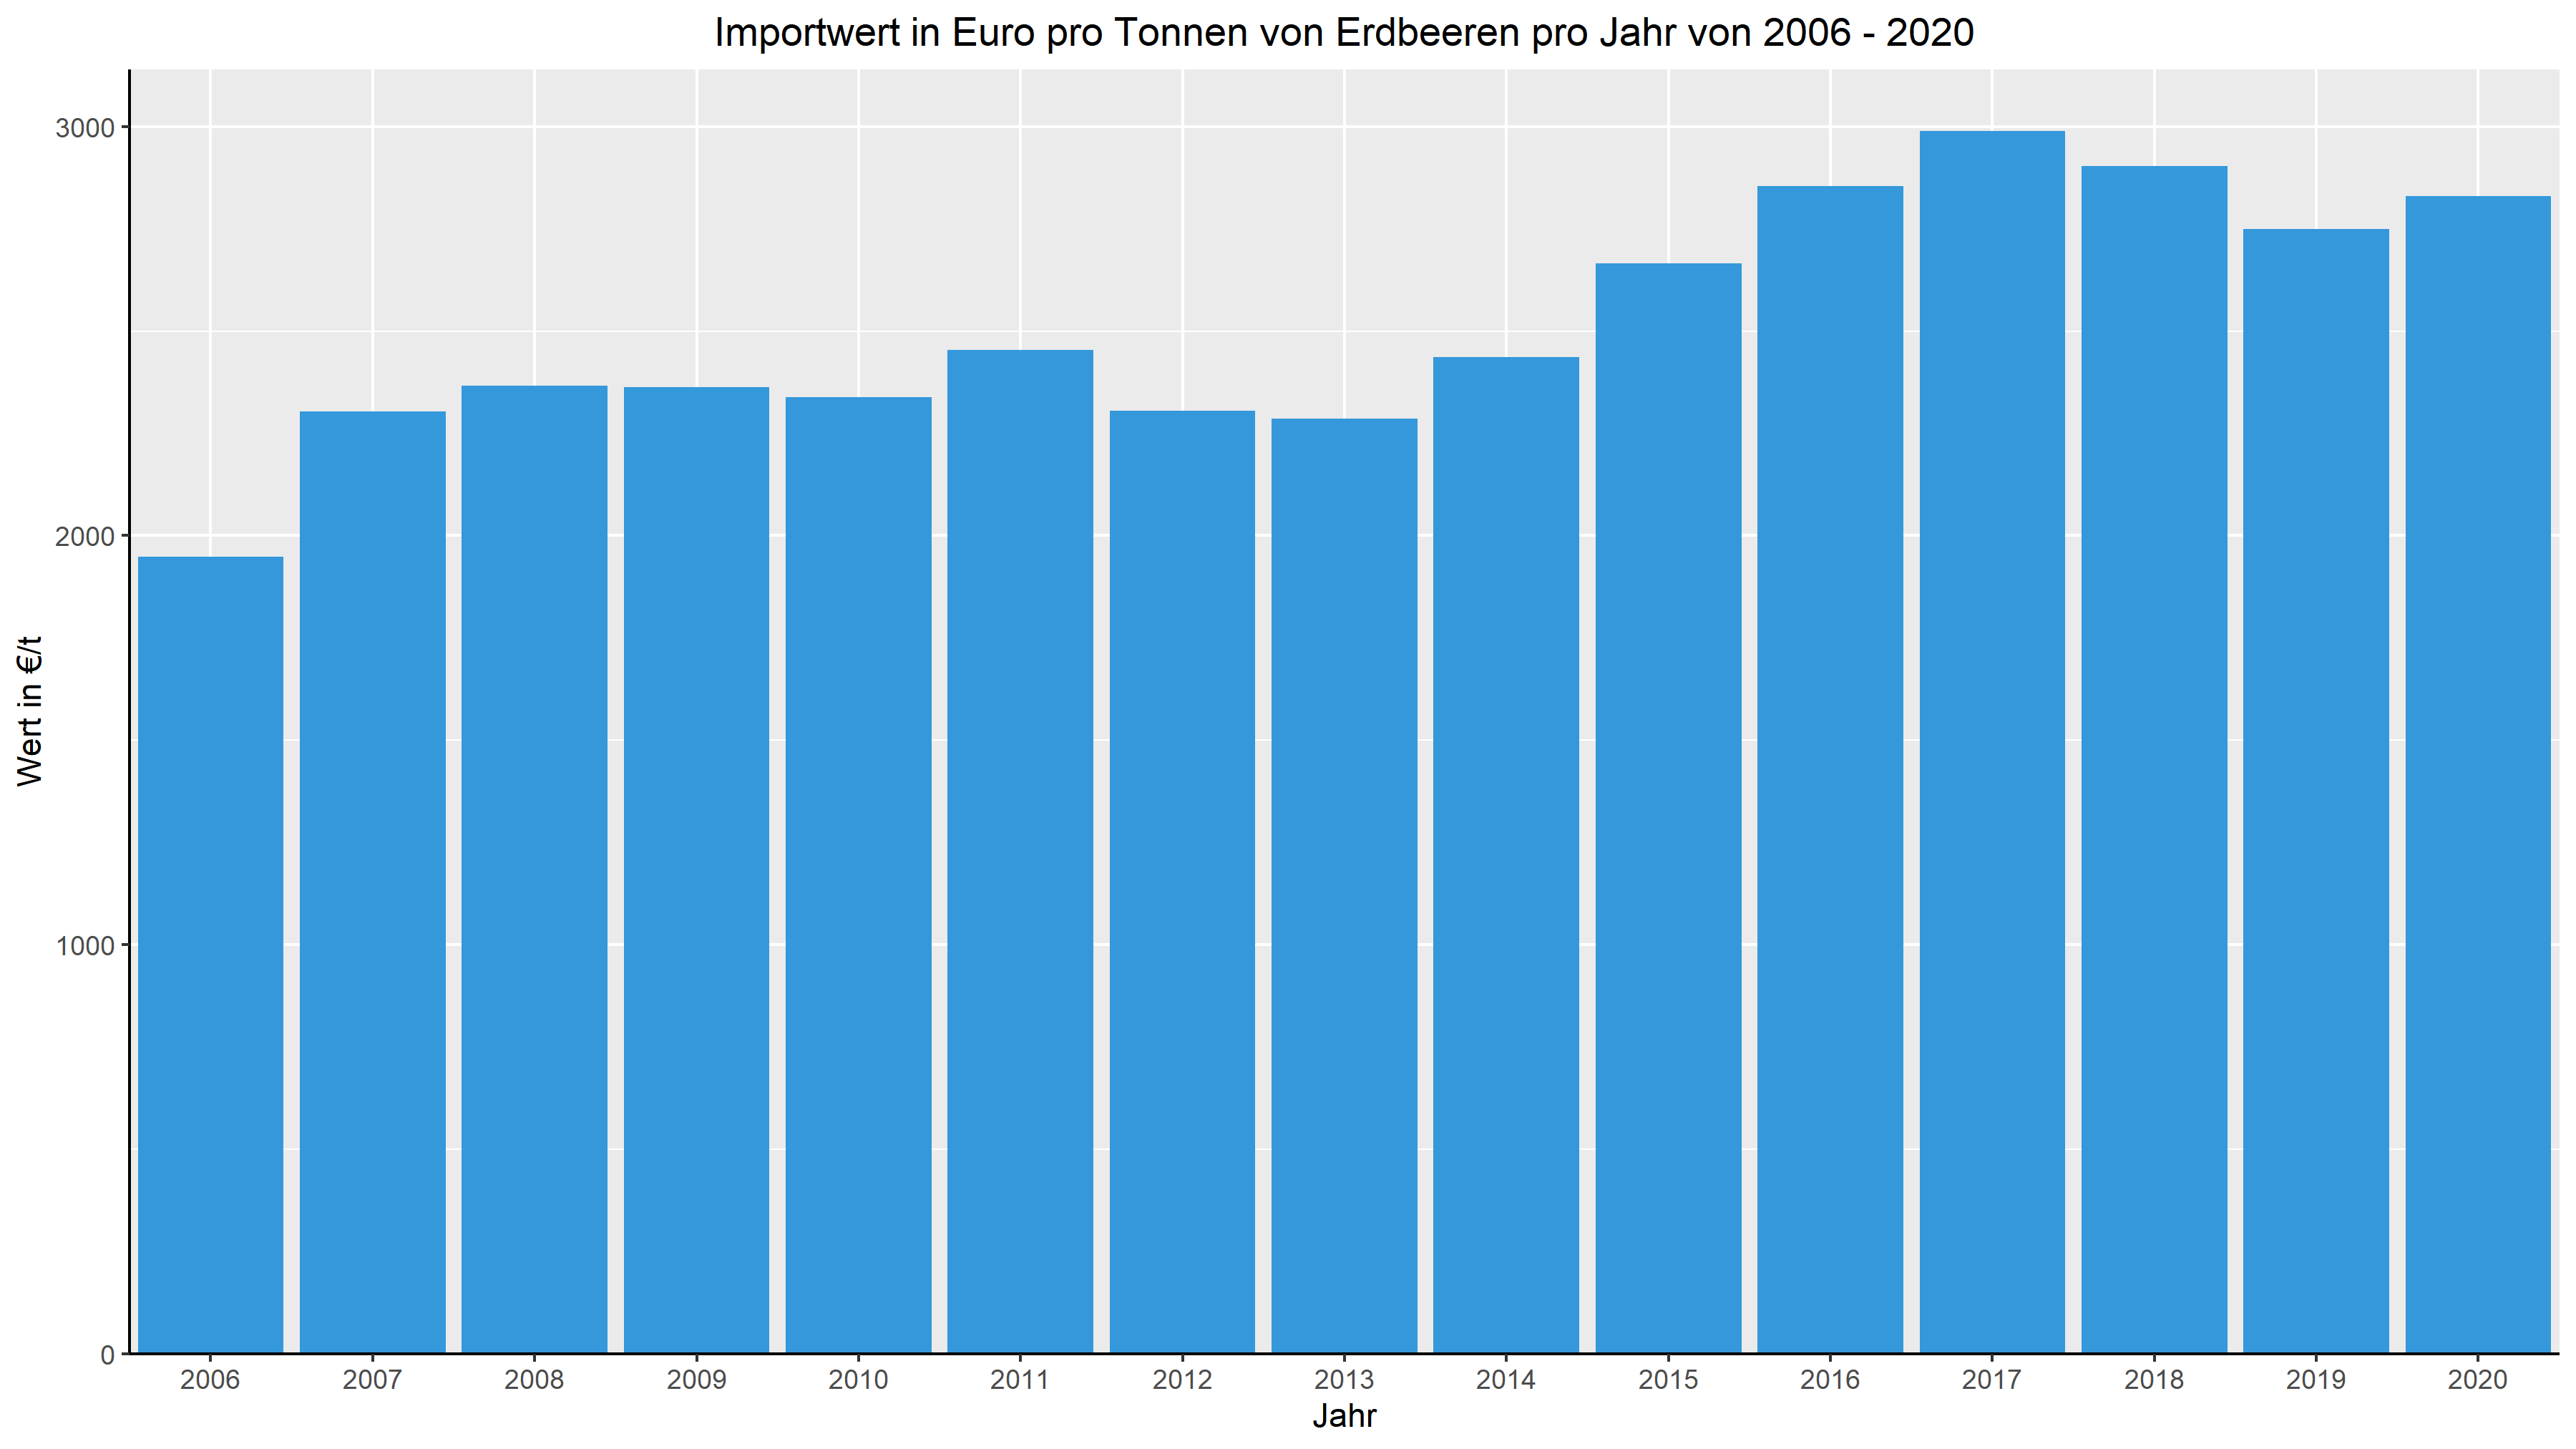 Importwert in Euro pro Tonnen von Erdbeeren pro Jahr von 2006 - 2020
3000
2000
1000
0
Wert in €/t
2006 2007 2008 2009 2010 2011 2012 2013 2014 2015 2016 2017 2018 2019 2020
Jahr